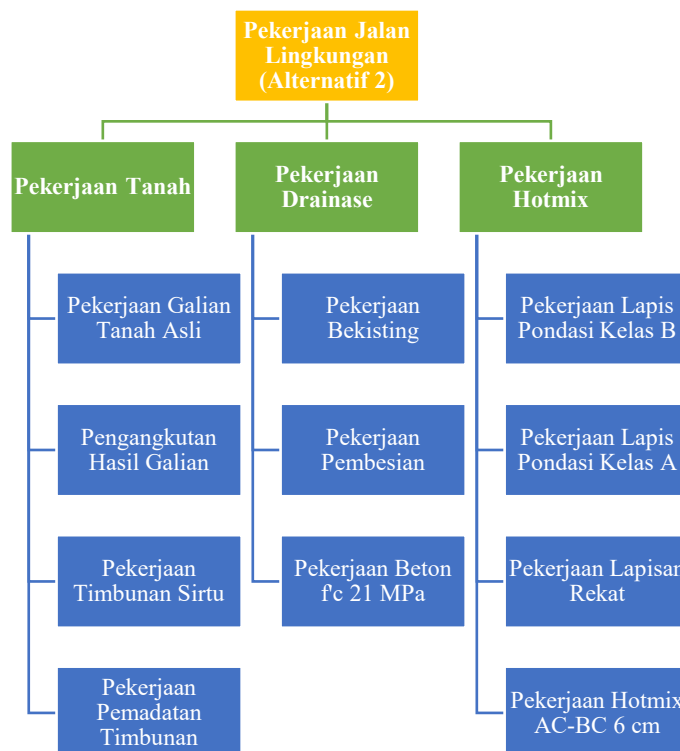 Pekerjaan Jalan
Lingkungan
(Alternatif 2)
Pekerjaan Tanah
Pekerjaan Galian
Tanah Asli
Pengangkutan
Hasil Galian
Pekerjaan
Timbunan Sirtu
Pekerjaan
Pemadatan
Timbunan
Pekerjaan
Drainase
Pekerjaan
Bekisting
Pekerjaan
Pembesian
Pekerjaan Beton
f'c 21 MPa
Pekerjaan
Hotmix
Pekerjaan Lapis
Pondasi Kelas B
Pekerjaan Lapis
Pondasi Kelas A
Pekerjaan Lapisan
Rekat
Pekerjaan Hotmix
AC-BC 6 cm